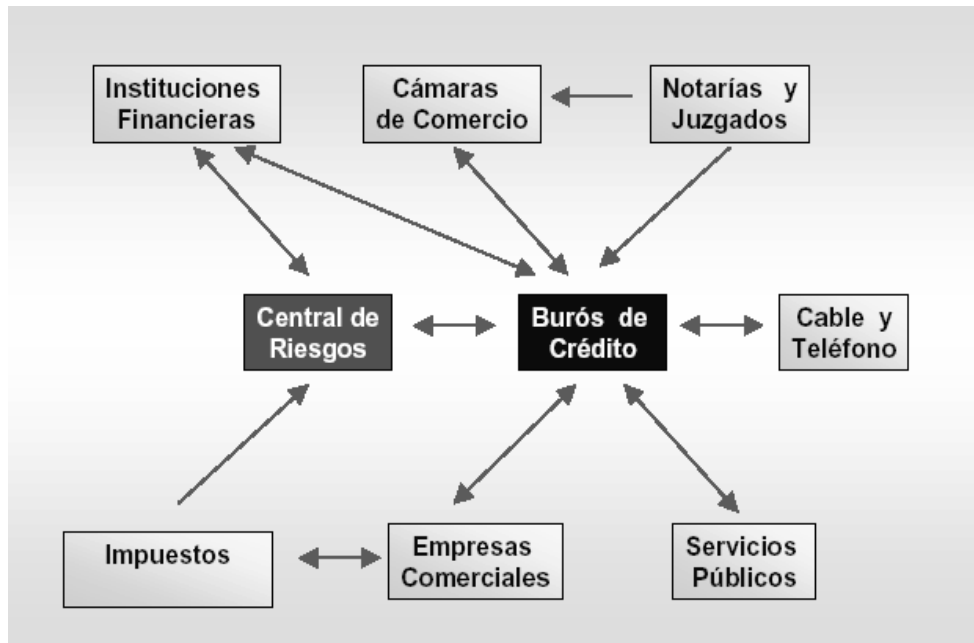 Instituciones
Financieras
Cámaras
de Comercio
Notarías y
Juzgados
Central de
Riesgos
Burós de
Crédito
Cable y
Teléfono
Impuestos
Empresas
Comerciales
Servicios
Públicos